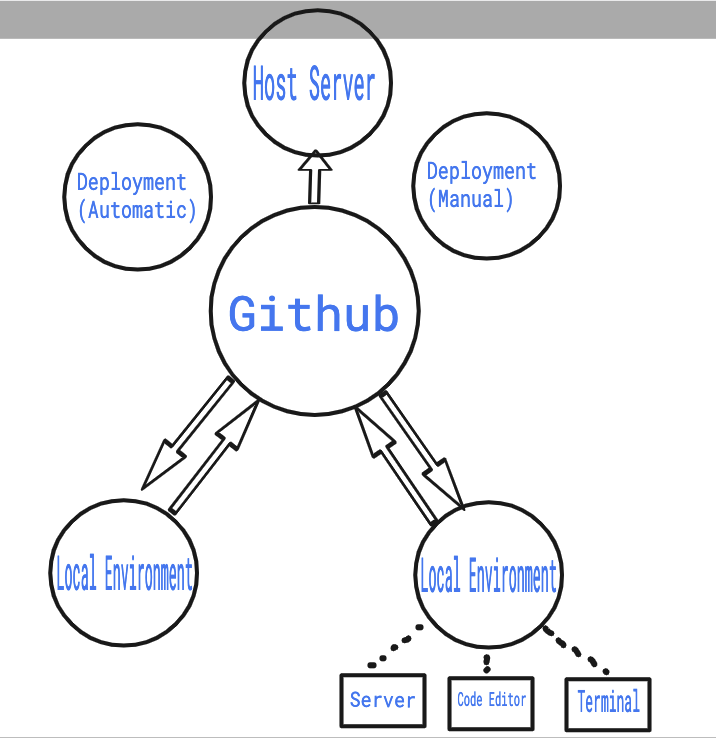 Host Server
Deployment
(Automatic)
Deployment
(Manual)
Github
Local Environment
Local Environment
Server
Code Editor
Terminal